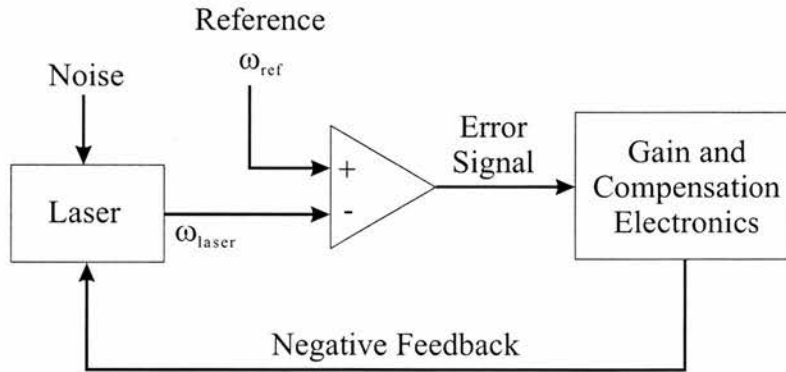 Reference
ω_ref
Noise
Error
Signal
Gain and
Compensation
Electronics
+
Laser
-
ω_laser
Negative Feedback